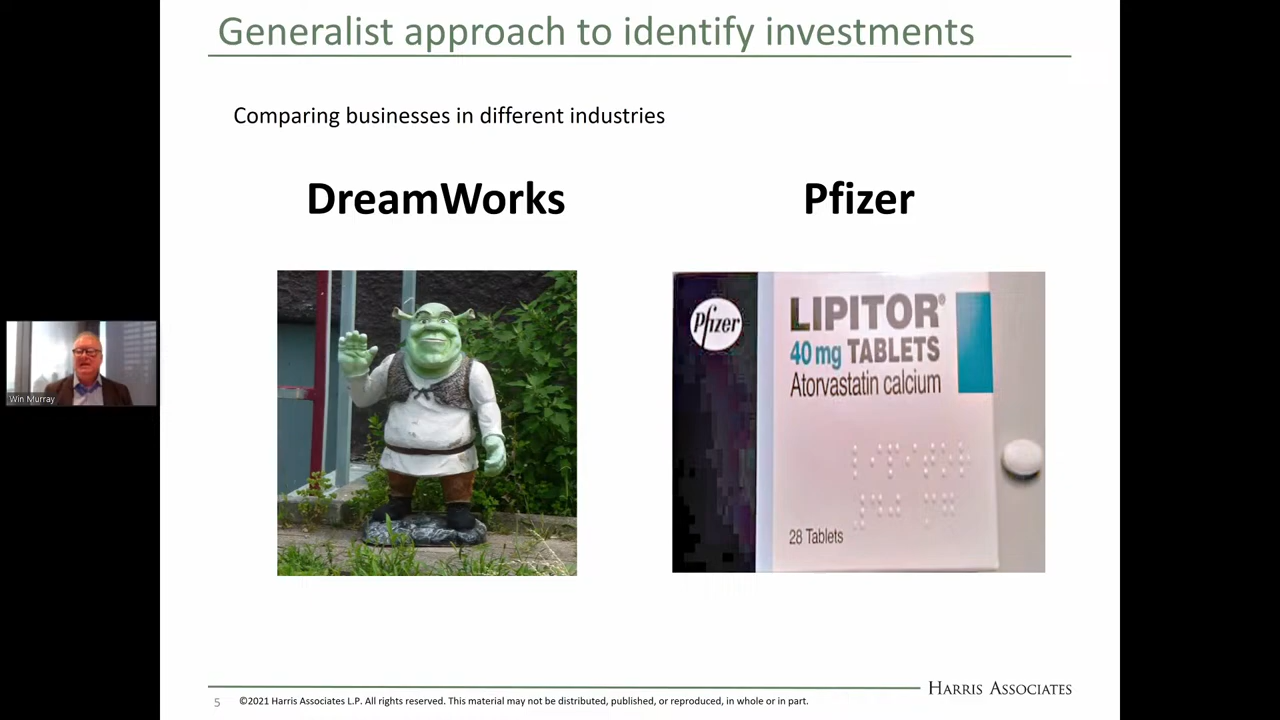 Generalist approach to identify investments
Comparing businesses in different industries
DreamWorks
Pfizer
Pfizer
LIPITOR®
40 mg TABLETS
Atorvastatin calcium
28 Tablets
Win Murray
5
©2021 Harris Associates L.P. All rights reserved. This material may not be distributed, published, or reproduced, in whole or in part.
HARRIS ASSOCIATES